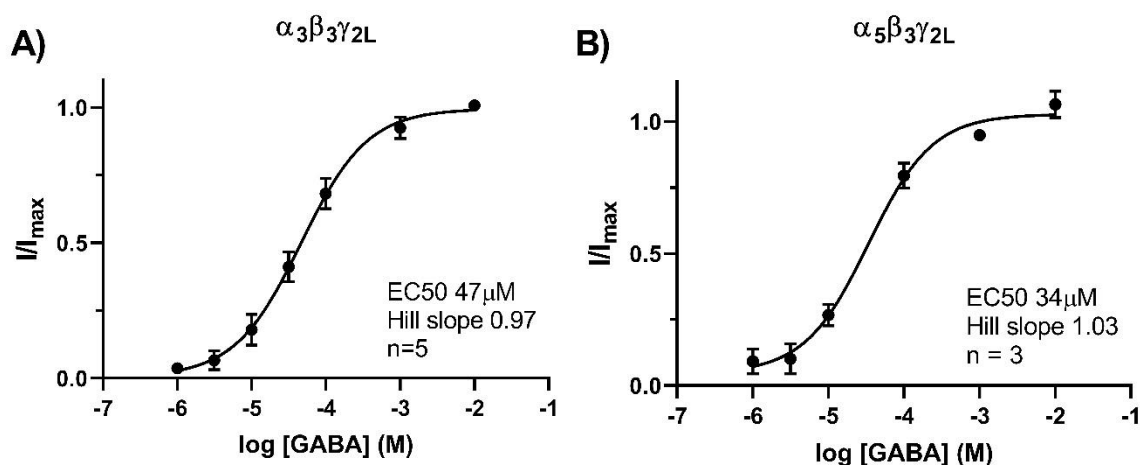 A)
α3β3γ2L
I/Imax
1.0
0.5
0.0
EC50 47μM
Hill slope 0.97
n=5
-7 -6 -5 -4 -3 -2 -1
log [GABA] (M)
B)
α5β3γ2L
I/Imax
1.0
0.5
0.0
EC50 34μM
Hill slope 1.03
n = 3
-7 -6 -5 -4 -3 -2 -1
log [GABA] (M)